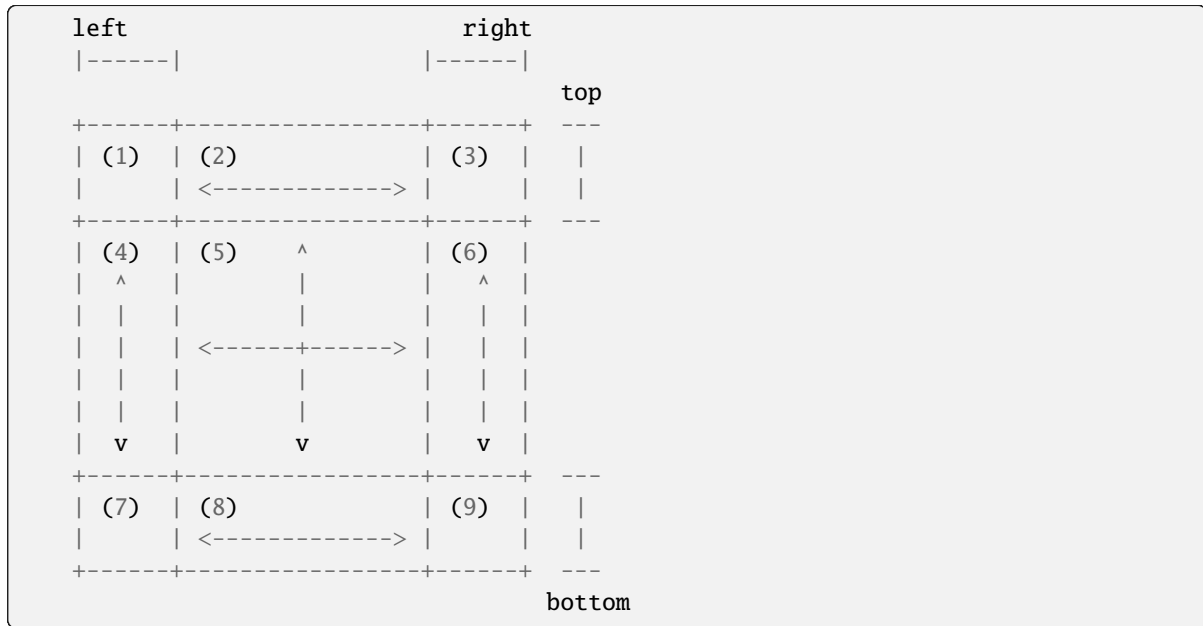 left                                 right
|------|                  |------|
                                        top
+------+-----------------+------+  ---
| (1)  | (2)             | (3)  |   |
|      | <-------------> |      |   |
+------+-----------------+------+  ---
| (4)  | (5)    ^        | (6)  |
|  ^   |        |        |   ^  |
|  |   |        |        |   |  |
|  |   | <------+------> |   |  |
|  |   |        |        |   |  |
|  |   |        |        |   |  |
|  v   |        v        |   v  |
+------+-----------------+------+  ---
| (7)  | (8)             | (9)  |   |
|      | <-------------> |      |   |
+------+-----------------+------+  ---
                                 bottom